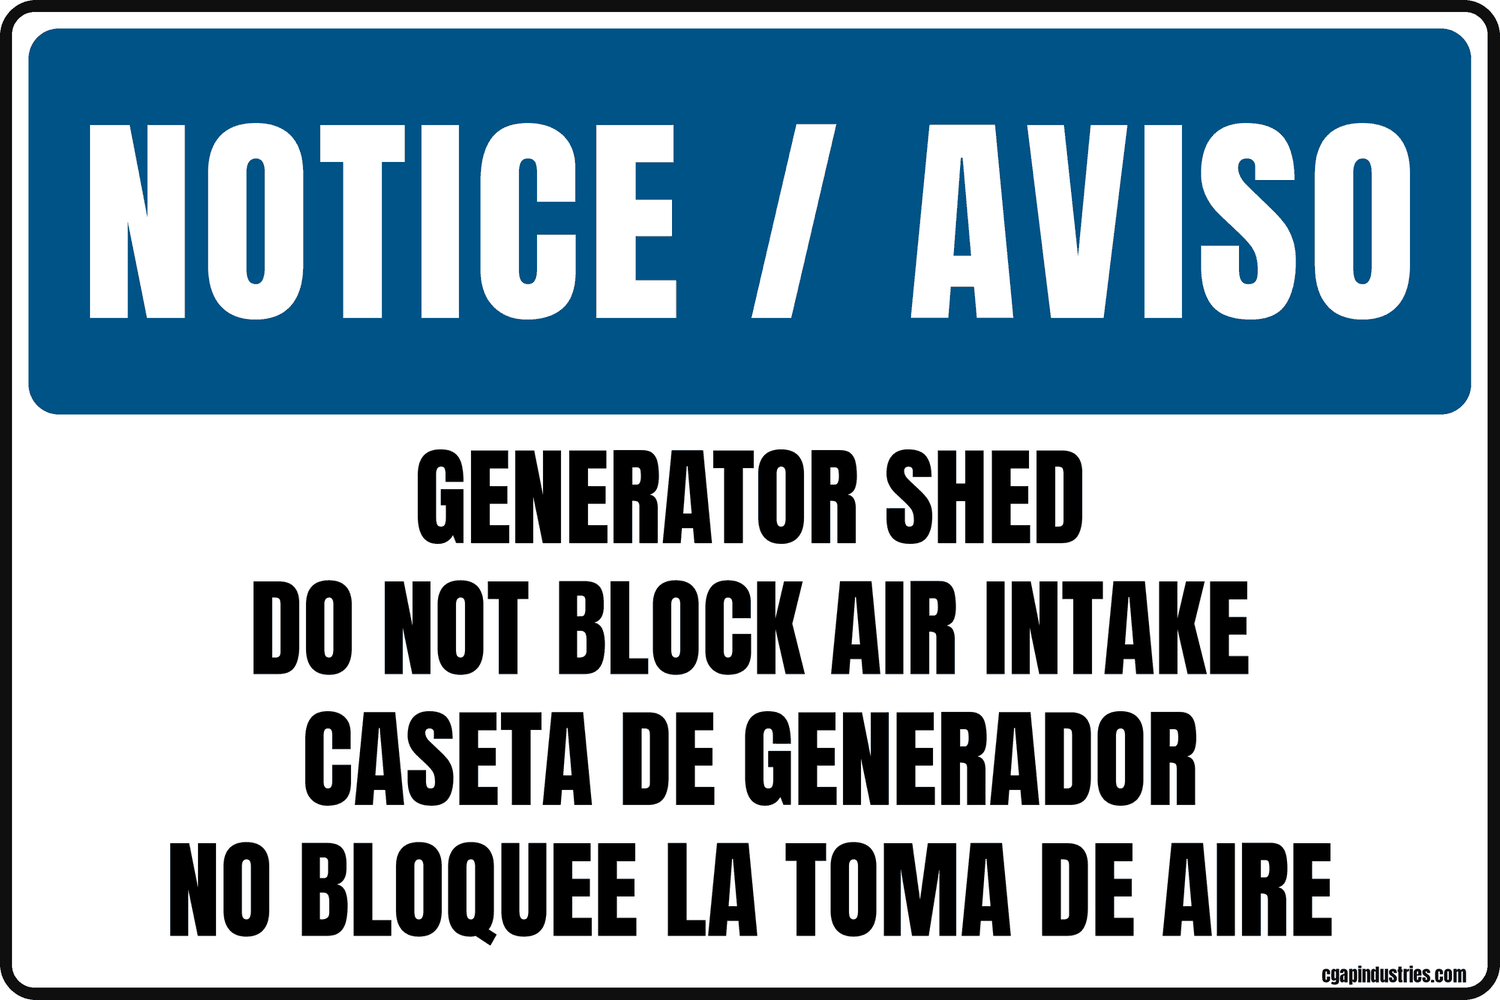 NOTICE / AVISO
GENERATOR SHED
DO NOT BLOCK AIR INTAKE
CASETA DE GENERADOR
NO BLOQUEE LA TOMA DE AIRE
cgapindustries.com